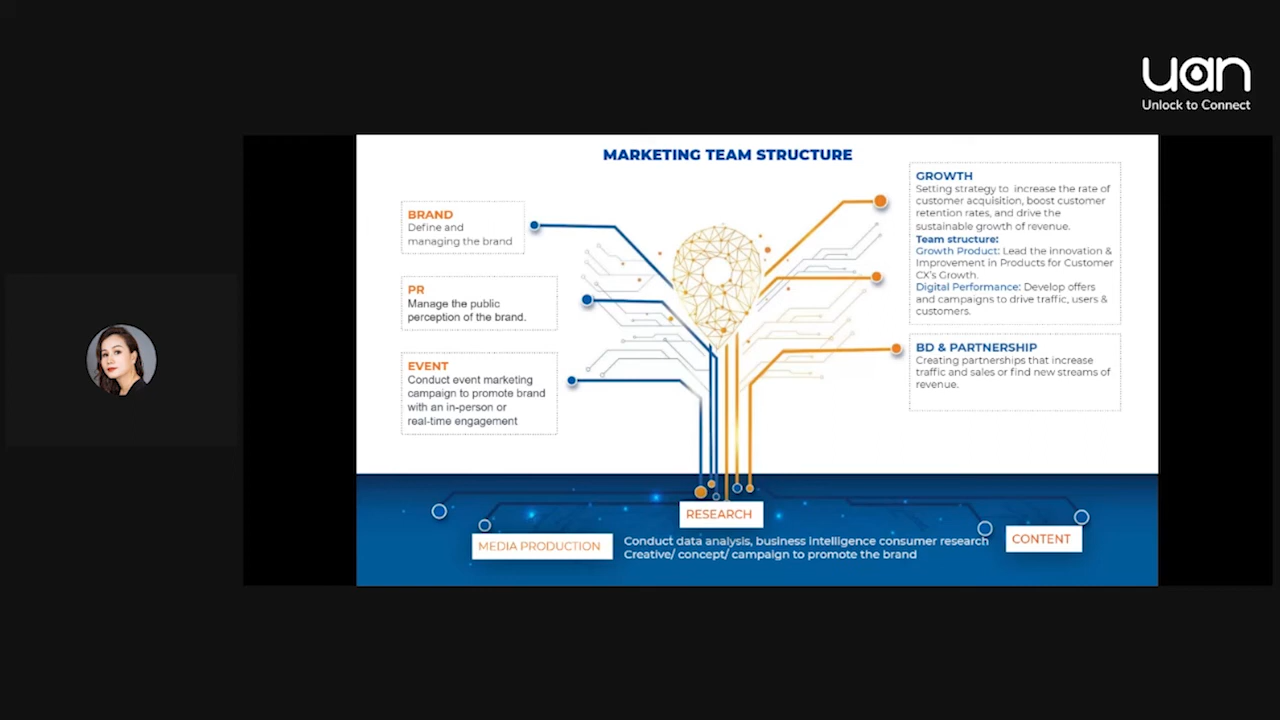 uan
Unlock to Connect
MARKETING TEAM STRUCTURE
BRAND
Define and
managing the brand
PR
Manage the public
perception of the brand.
EVENT
Conduct event marketing
campaign to promote brand
with an in-person or
real-time engagement
GROWTH
Setting strategy to increase the rate of
customer acquisition, boost customer
retention rates, and drive the
sustainable growth of revenue.
Team structure:
Growth Product: Lead the innovation &
Improvement in Products for Customer
CX's Growth.
Digital Performance: Develop offers
and campaigns to drive traffic, users &
customers.
BD & PARTNERSHIP
Creating partnerships that increase
traffic and sales or find new streams of
revenue.
RESEARCH
MEDIA PRODUCTION
Conduct data analysis, business intelligence consumer research
Creative/ concept/ campaign to promote the brand
CONTENT